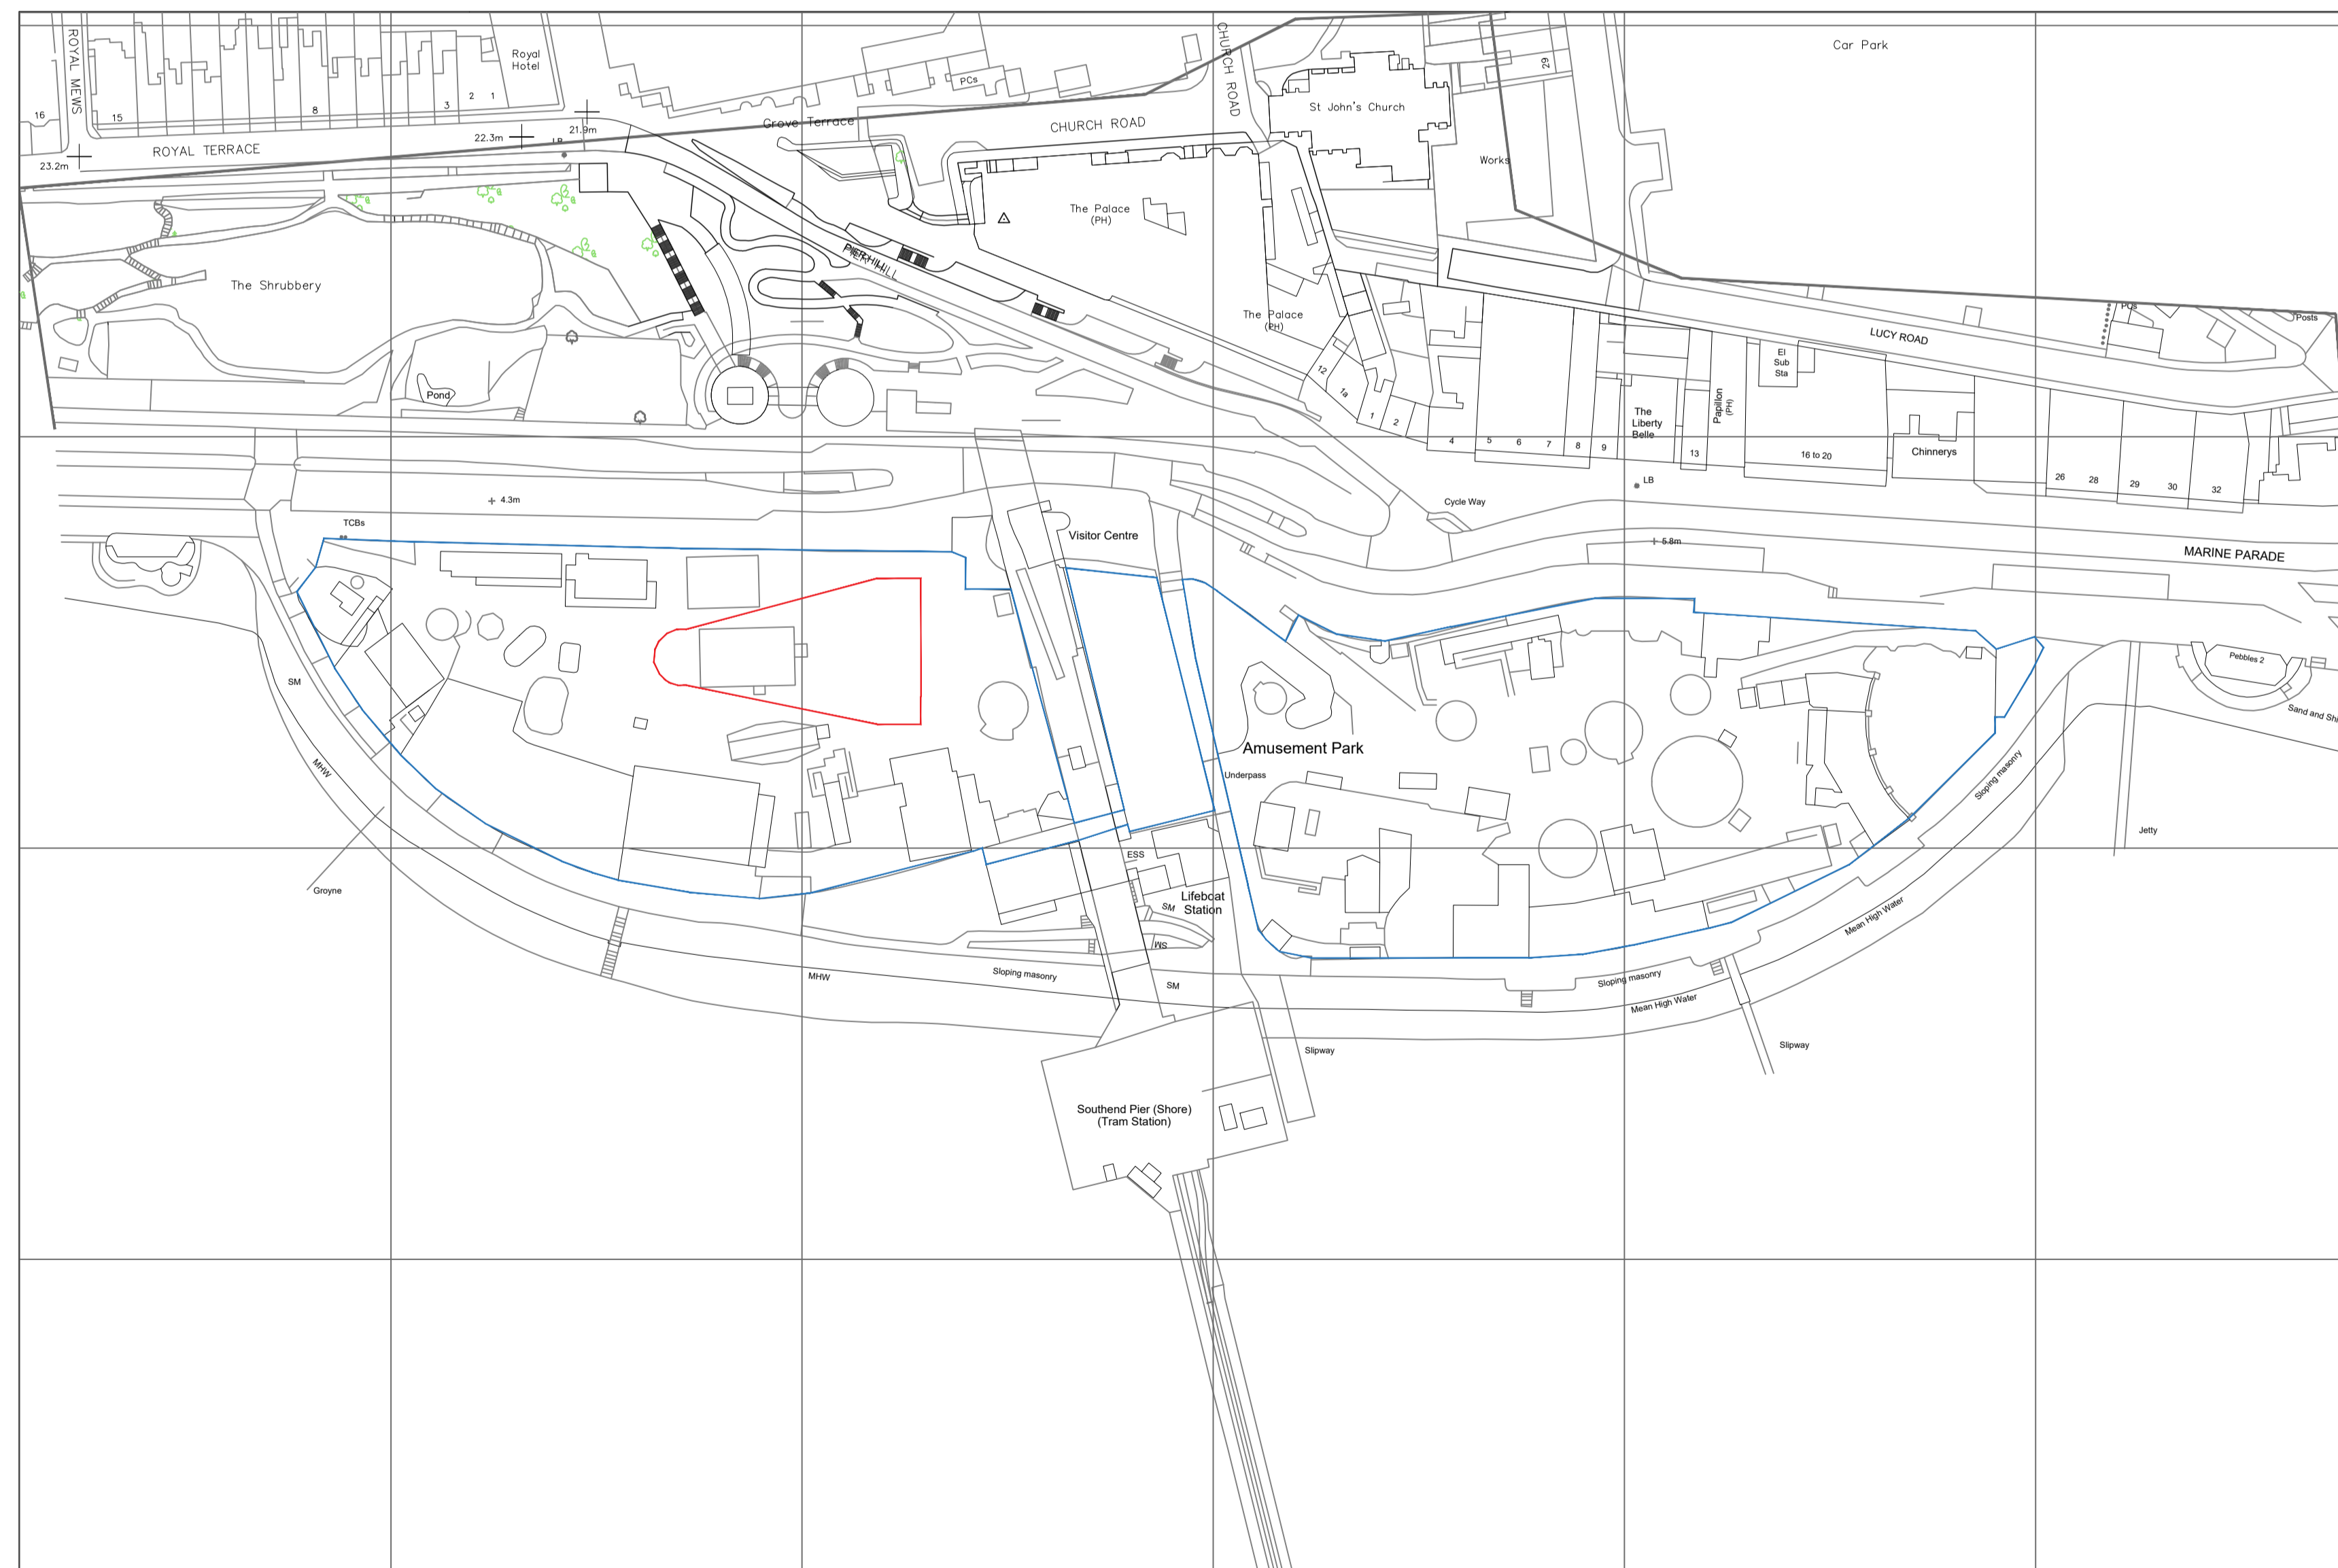 ROYAL MEWS
Royal
Hotel
PCs
CHURCH ROAD
29
Car Park
16
15
8
3
2
1
St John's Church
23.2m
ROYAL TERRACE
22.3m
21.9m
LB
Grove Terrace
CHURCH ROAD
Works
The Palace
(PH)
PIER HILL
PIER HILL
The Shrubbery
The Palace
(PH)
PCs
Posts
LUCY ROAD
El
Sub
Sta
12
1a
1
2
4
5
6
7
8
9
The
Liberty
Belle
13
Papillon
(PH)
16 to 20
Chinnerys
26
28
29
30
32
Pond
4.3m
TCBs
Visitor Centre
Cycle Way
LB
5.8m
MARINE PARADE
Pebbles 2
Sand and Shi
SM
MHW
Amusement Park
Underpass
Sloping masonry
Jetty
Groyne
ESS
Lifeboat
Station
SM
SM
Mean High Water
MHW
Sloping masonry
SM
Sloping masonry
Mean High Water
Slipway
Slipway
Southend Pier (Shore)
(Tram Station)